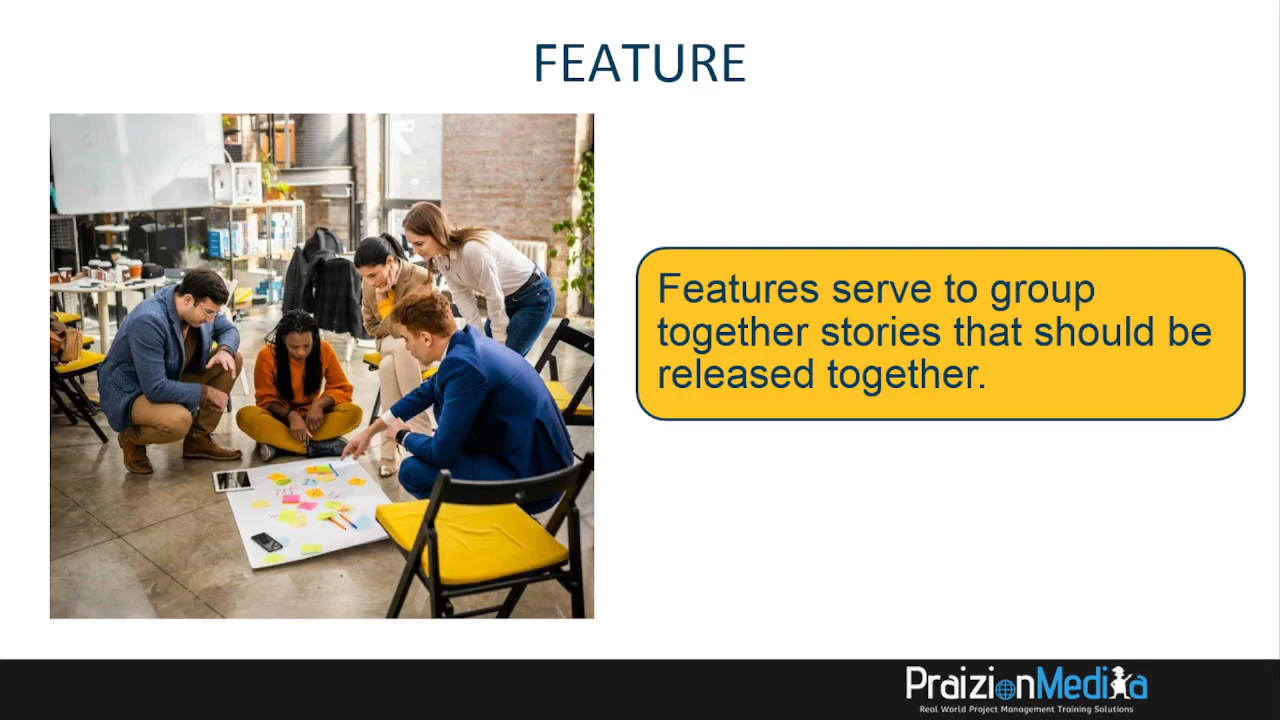 FEATURE
Features serve to group
together stories that should be
released together.
PraizionMedia
Real World Project Management Training Solutions